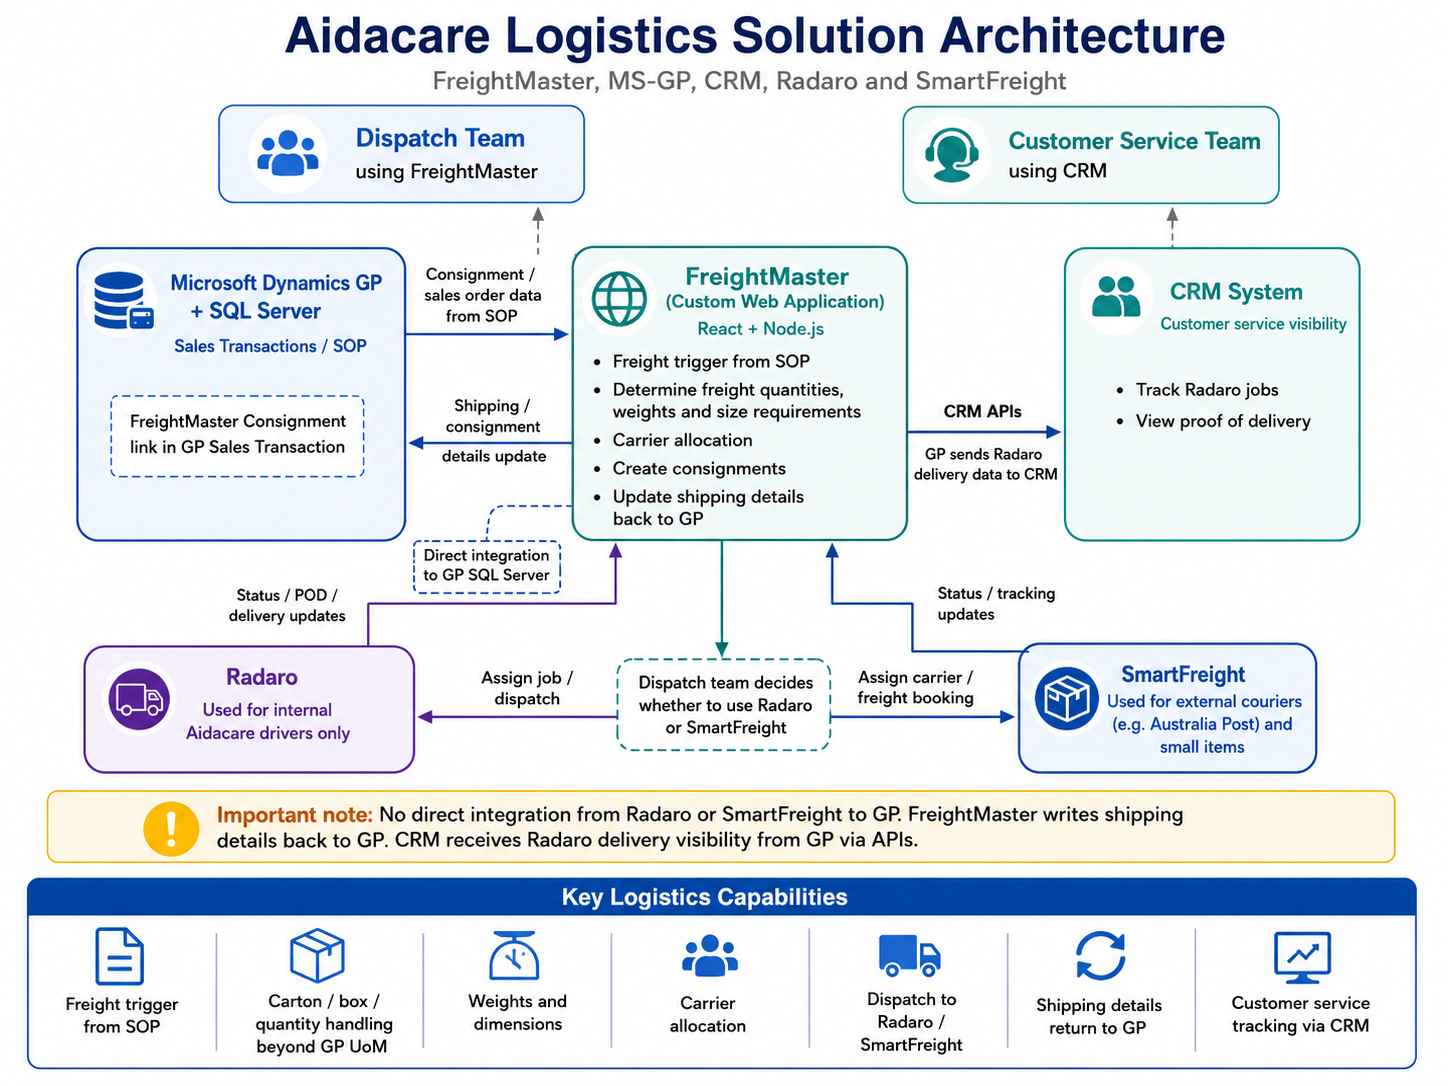 Aidacare Logistics Solution Architecture
FreightMaster, MS-GP, CRM, Radaro and SmartFreight
Dispatch Team
using FreightMaster
Customer Service Team
using CRM
Microsoft Dynamics GP
+ SQL Server
Sales Transactions / SOP
FreightMaster Consignment
link in GP Sales Transaction
Consignment /
sales order data
from SOP
Shipping /
consignment
details update
Direct integration
to GP SQL Server
FreightMaster
(Custom Web Application)
React + Node.js
• Freight trigger from SOP
• Determine freight quantities,
weights and size requirements
• Carrier allocation
• Create consignments
• Update shipping details
back to GP
CRM APIs
GP sends Radaro
delivery data to CRM
CRM System
Customer service visibility
• Track Radaro jobs
• View proof of delivery
Status / POD /
delivery updates
Status / tracking
updates
Radaro
Used for internal
Aidacare drivers only
Assign job /
dispatch
Dispatch team decides
whether to use Radaro
or SmartFreight
Assign carrier /
freight booking
SmartFreight
Used for external couriers
(e.g. Australia Post) and
small items
Important note: No direct integration from Radaro or SmartFreight to GP. FreightMaster writes shipping
details back to GP. CRM receives Radaro delivery visibility from GP via APIs.
Key Logistics Capabilities
Freight trigger
from SOP
Carton / box /
quantity handling
beyond GP UoM
Weights and
dimensions
Carrier
allocation
Dispatch to
Radaro /
SmartFreight
Shipping details
return to GP
Customer service
tracking via CRM